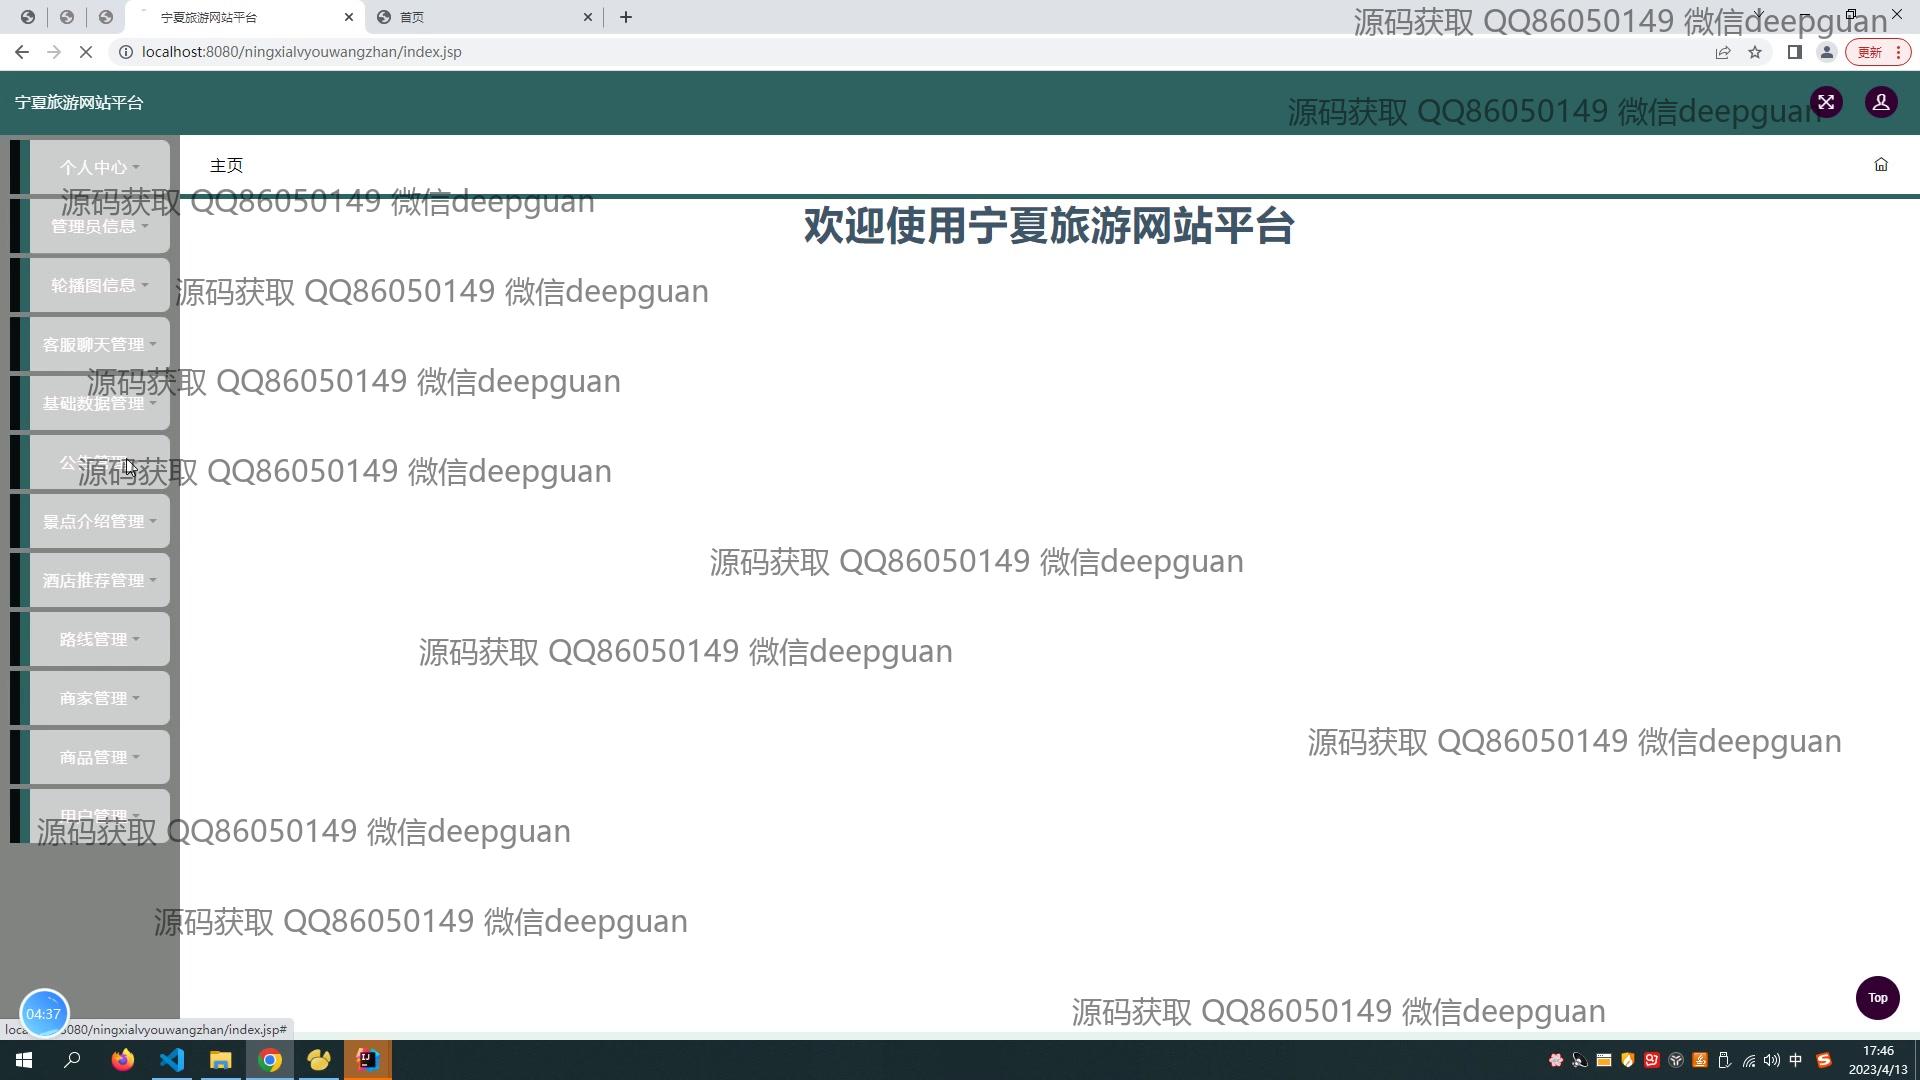 宁夏旅游网站平台
首页
源码获取 QQ86050149 微信deepguan
localhost:8080/ningxialvyouwangzhan/index.jsp
更新
宁夏旅游网站平台
源码获取 QQ86050149 微信deepguan
个人中心
主页
源码获取 QQ86050149 微信deepguan
管理员信息
欢迎使用宁夏旅游网站平台
轮播图信息
源码获取 QQ86050149 微信deepguan
客服聊天管理
源码获取 QQ86050149 微信deepguan
基础数据管理
源码获取 QQ86050149 微信deepguan
景点介绍管理
源码获取 QQ86050149 微信deepguan
酒店推荐管理
路线管理
源码获取 QQ86050149 微信deepguan
商家管理
源码获取 QQ86050149 微信deepguan
商品管理
用户管理
源码获取 QQ86050149 微信deepguan
源码获取 QQ86050149 微信deepguan
Top
源码获取 QQ86050149 微信deepguan
04:37
17:46
中
2023/4/13